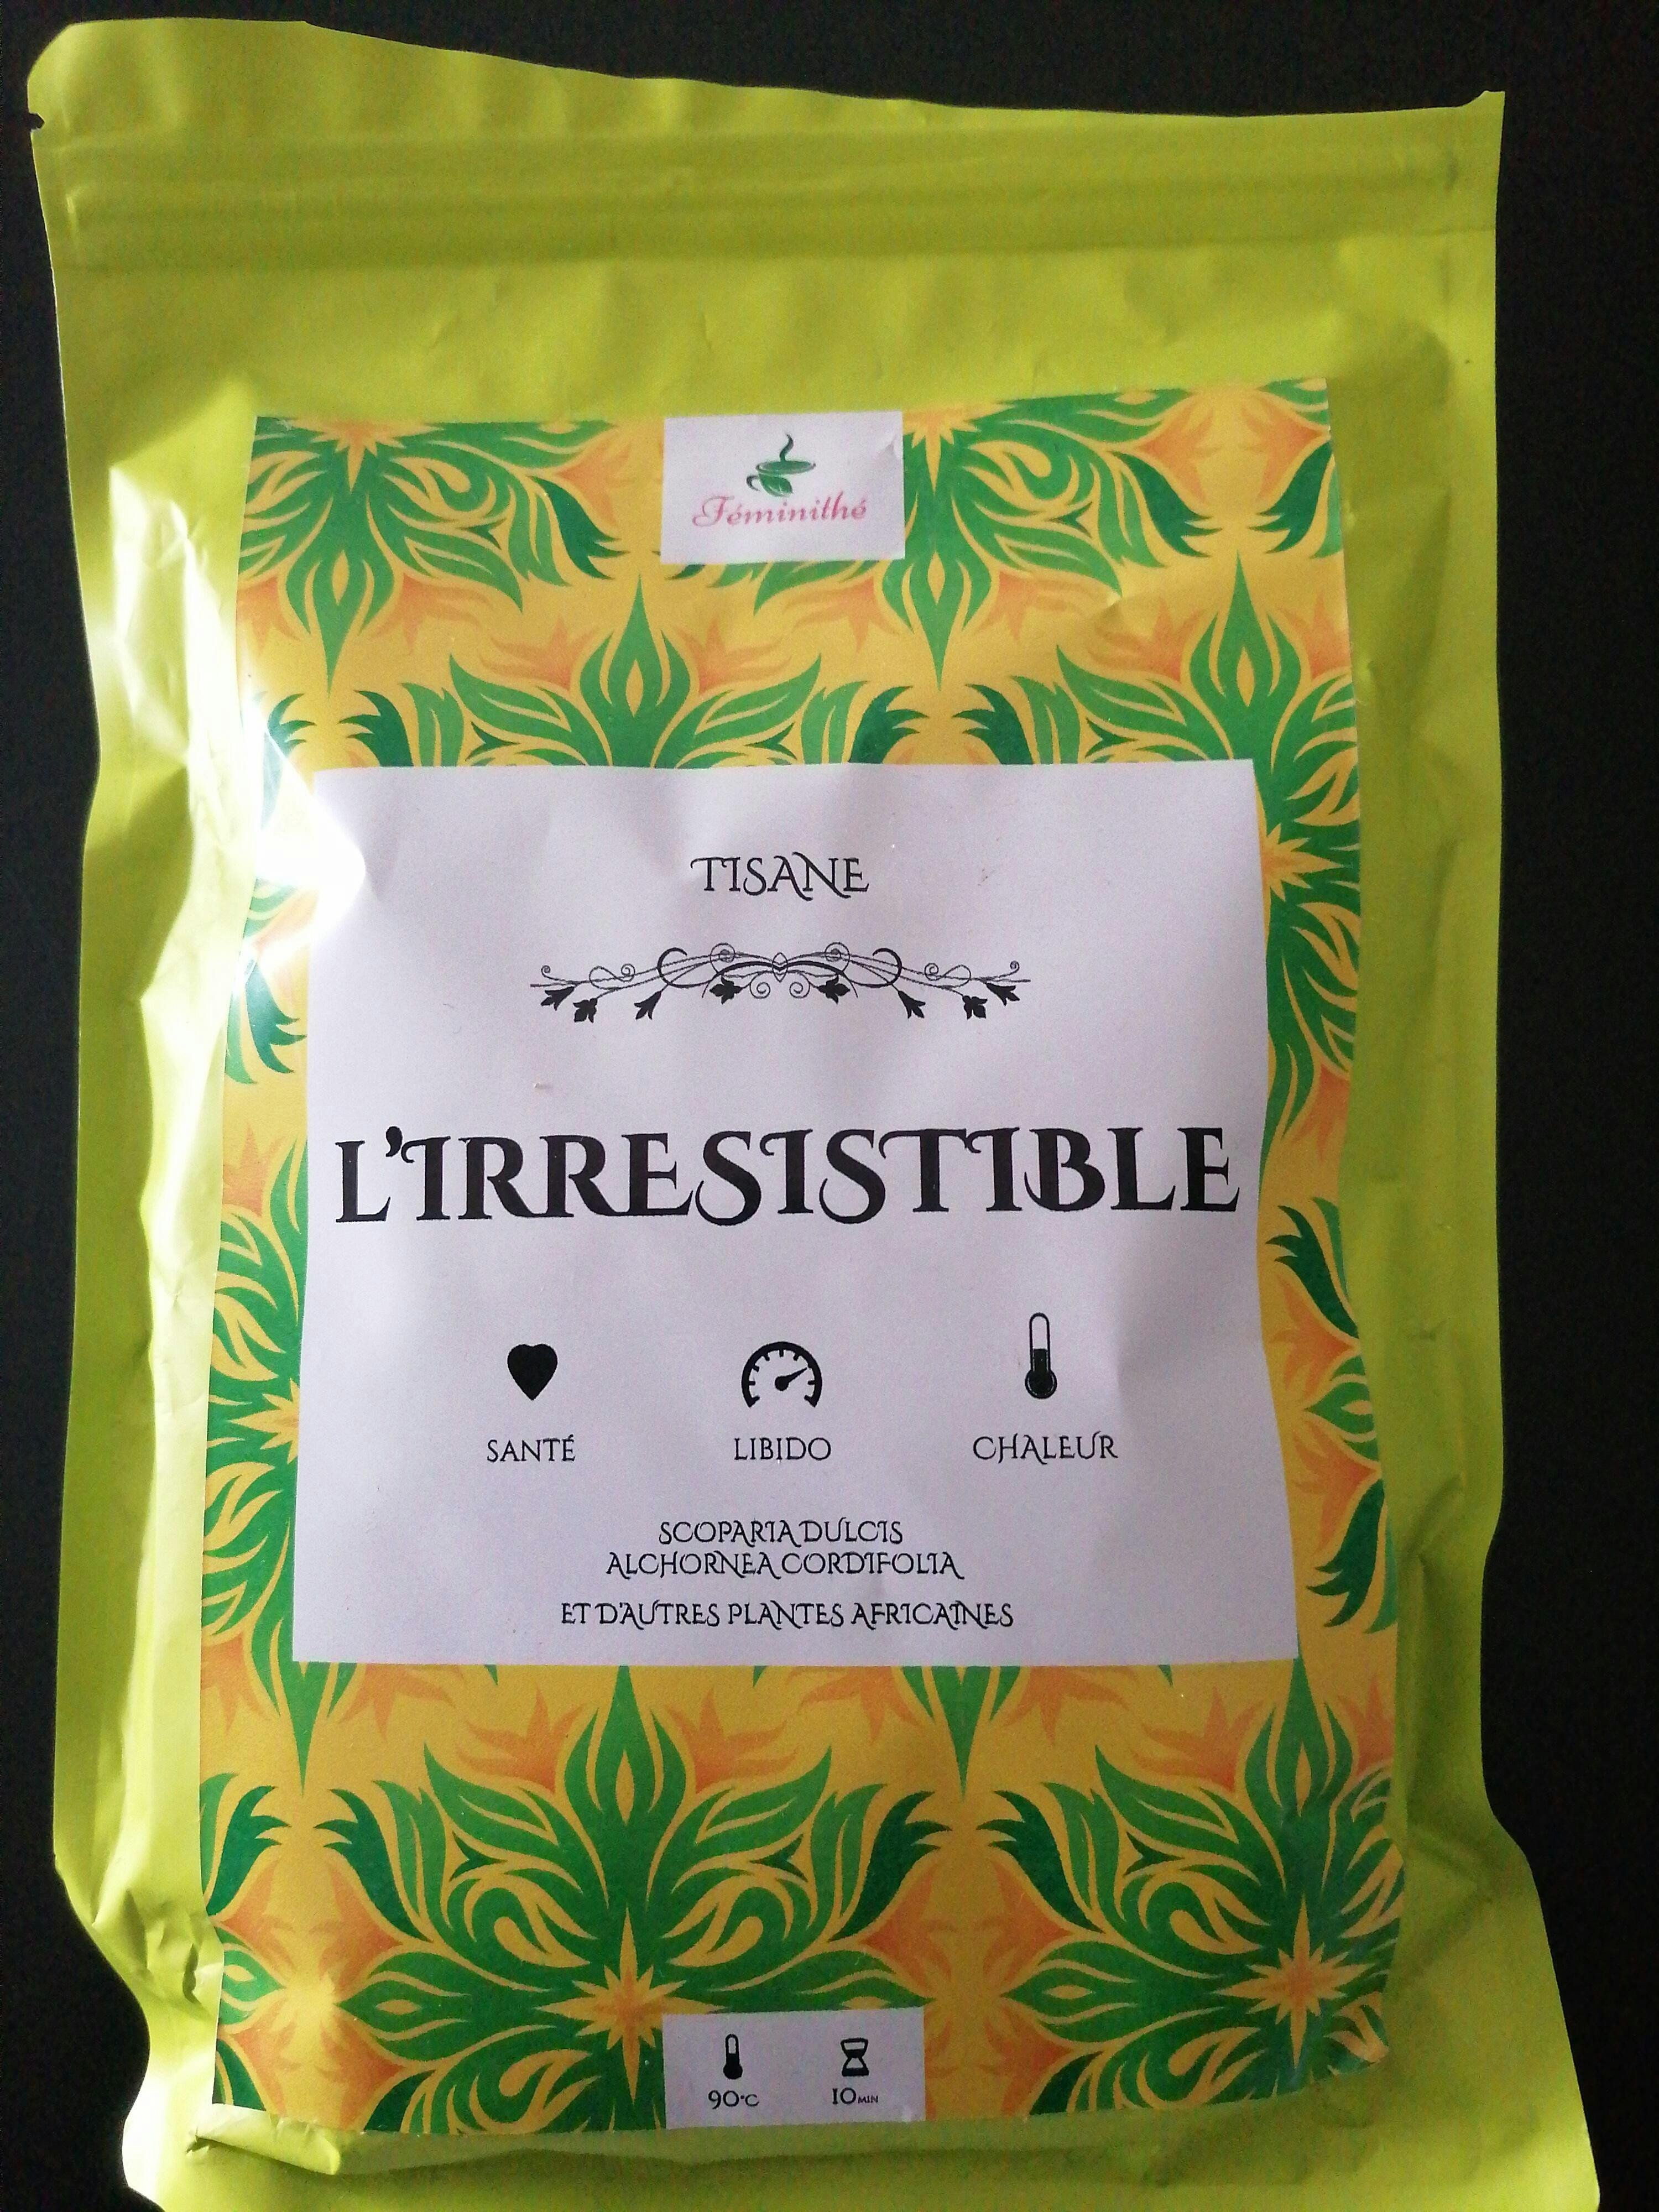 Féminithé
TISANE
L'IRRESISTIBLE
SANTÉ LIBIDO CHALEUR
SCOPARIA DULCIS
ALCHORNEA CORDIFOLIA
ET D'AUTRES PLANTES AFRICAINES
90°C 10MIN